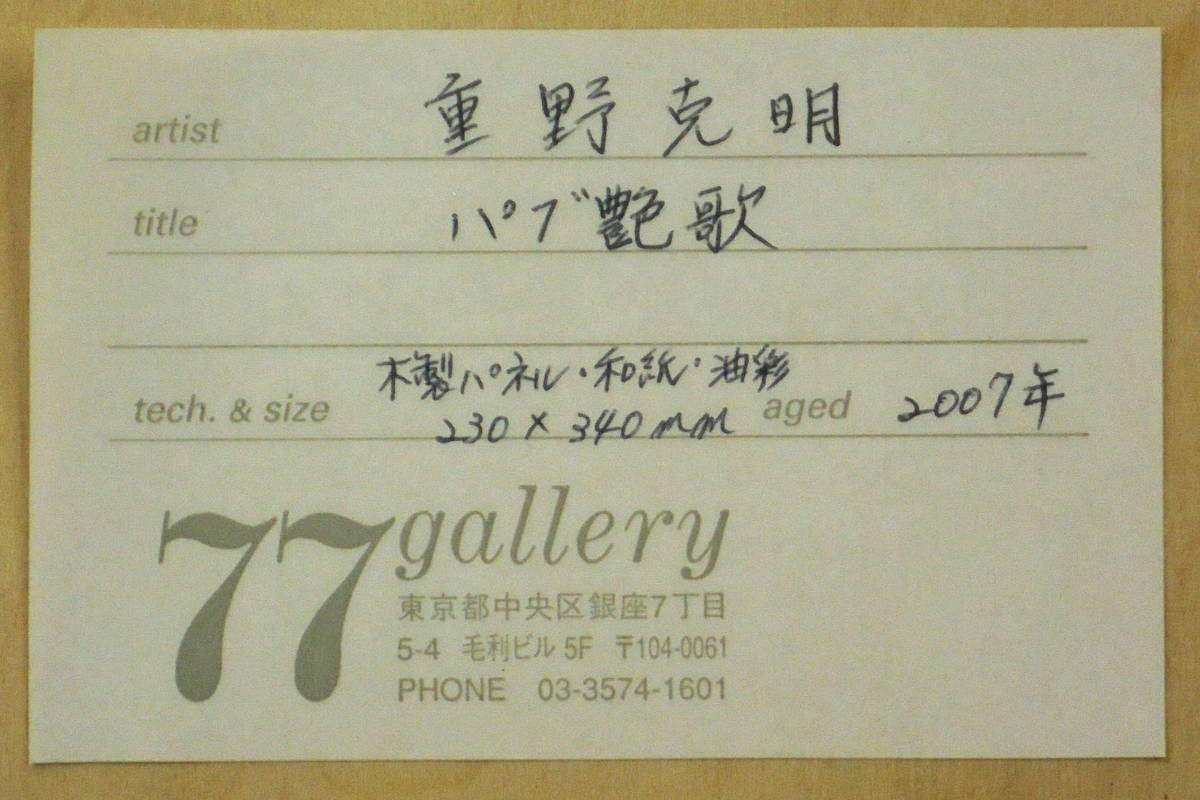 artist 重野克明
title パブ艶歌
木製パネル・和紙・油彩
tech. & size 230 × 340 mm aged 2007年
77 gallery
東京都中央区銀座7丁目
5-4 毛利ビル 5F 〒104-0061
PHONE 03-3574-1601